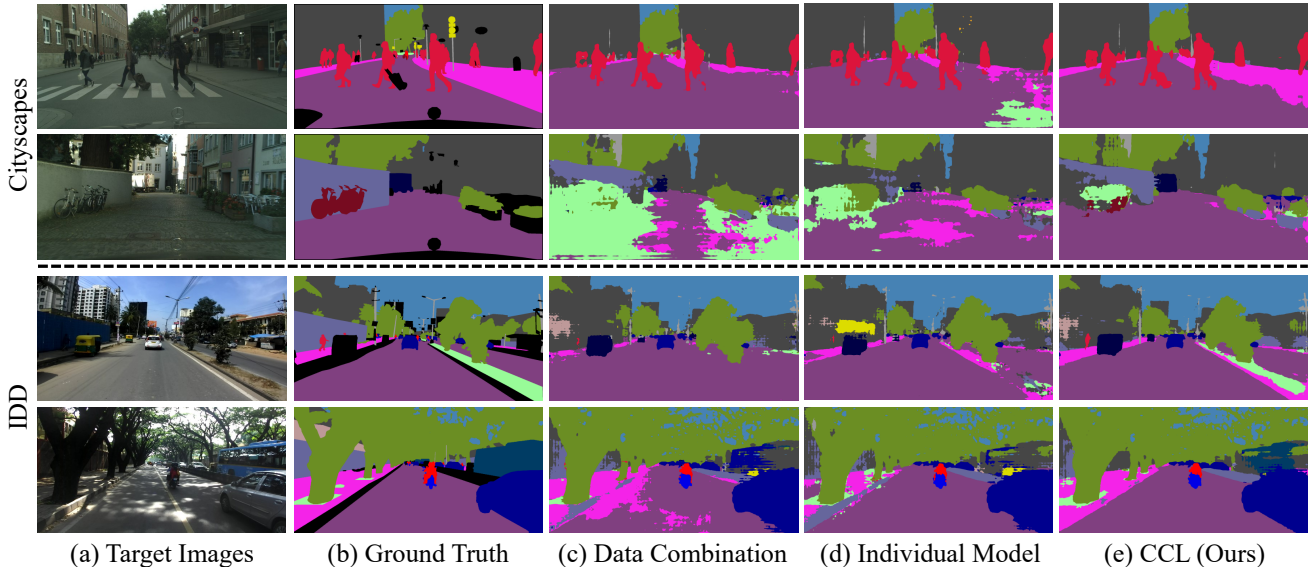 Cityscapes
IDD
(a) Target Images
(b) Ground Truth
(c) Data Combination
(d) Individual Model
(e) CCL (Ours)